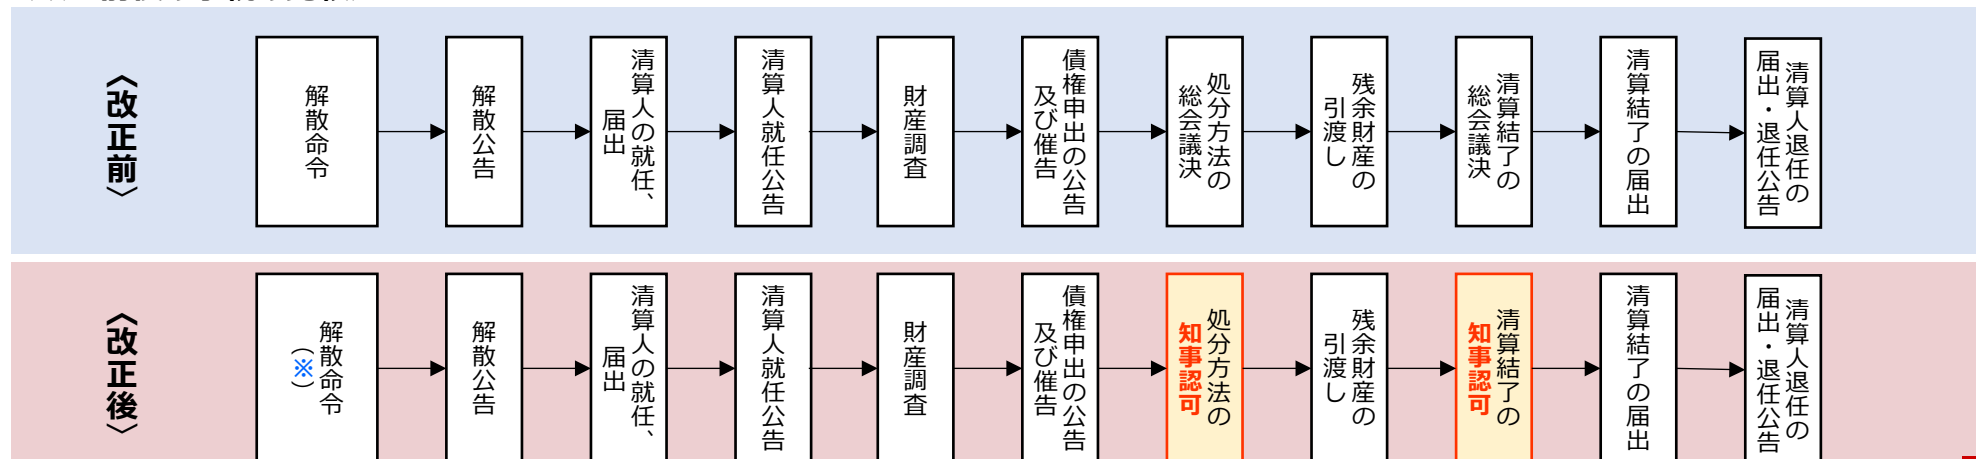 〈改正前〉
解散命令
解散公告
清算人の就任、
届出
清算人就任公告
財産調査
債権申出の公告
及び催告
処分方法の
総会議決
残余財産の
引渡し
清算結了の
総会議決
清算結了の届出
清算人退任の
届出・退任公告
〈改正後〉
解散命令
(※)
解散公告
清算人の就任、
届出
清算人就任公告
財産調査
債権申出の公告
及び催告
処分方法の
知事認可
残余財産の
引渡し
清算結了の
知事認可
清算結了の届出
清算人退任の
届出・退任公告